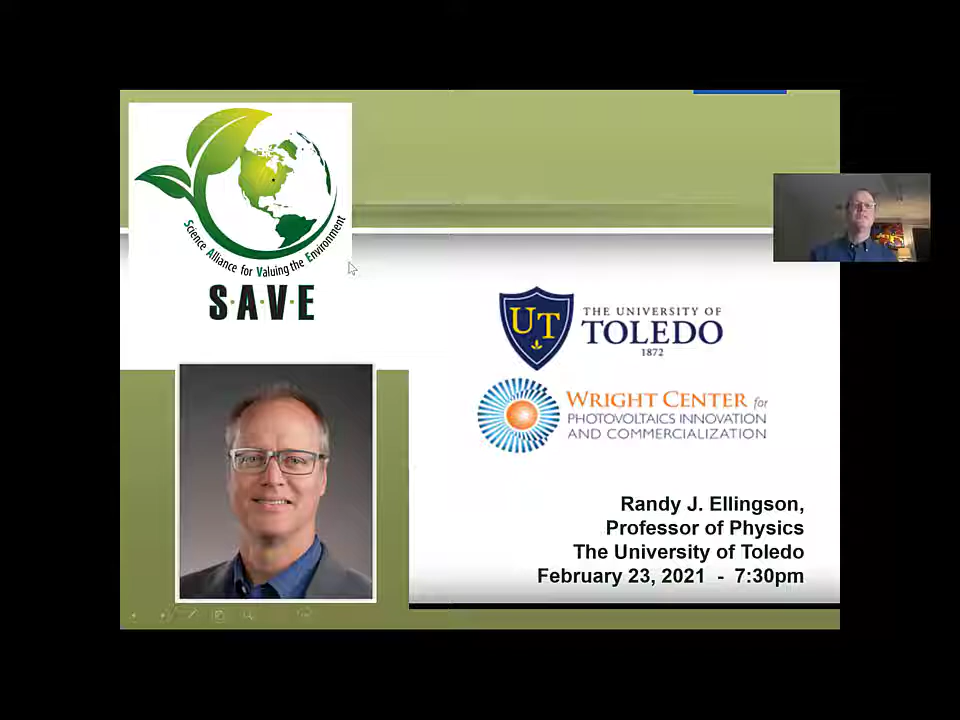 Science Alliance for Valuing the Environment
S·A·V·E
UT
THE UNIVERSITY OF
TOLEDO
1872
WRIGHT CENTER for
PHOTOVOLTAICS INNOVATION
AND COMMERCIALIZATION
Randy J. Ellingson,
Professor of Physics
The University of Toledo
February 23, 2021 - 7:30pm